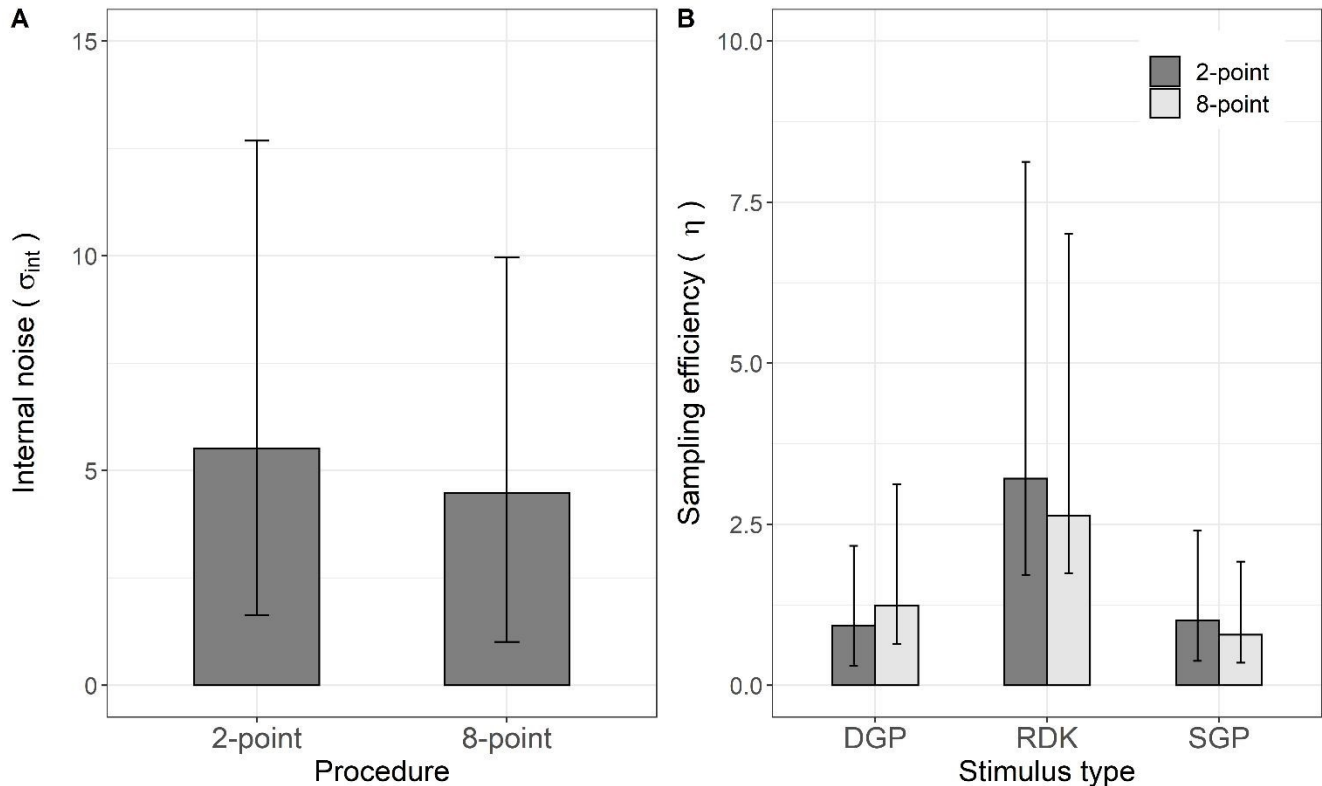 A
Internal noise ( σint )
15
10
5
0
2-point
8-point
Procedure
B
Sampling efficiency ( η )
10.0
7.5
5.0
2.5
0.0
2-point
8-point
DGP
RDK
SGP
Stimulus type